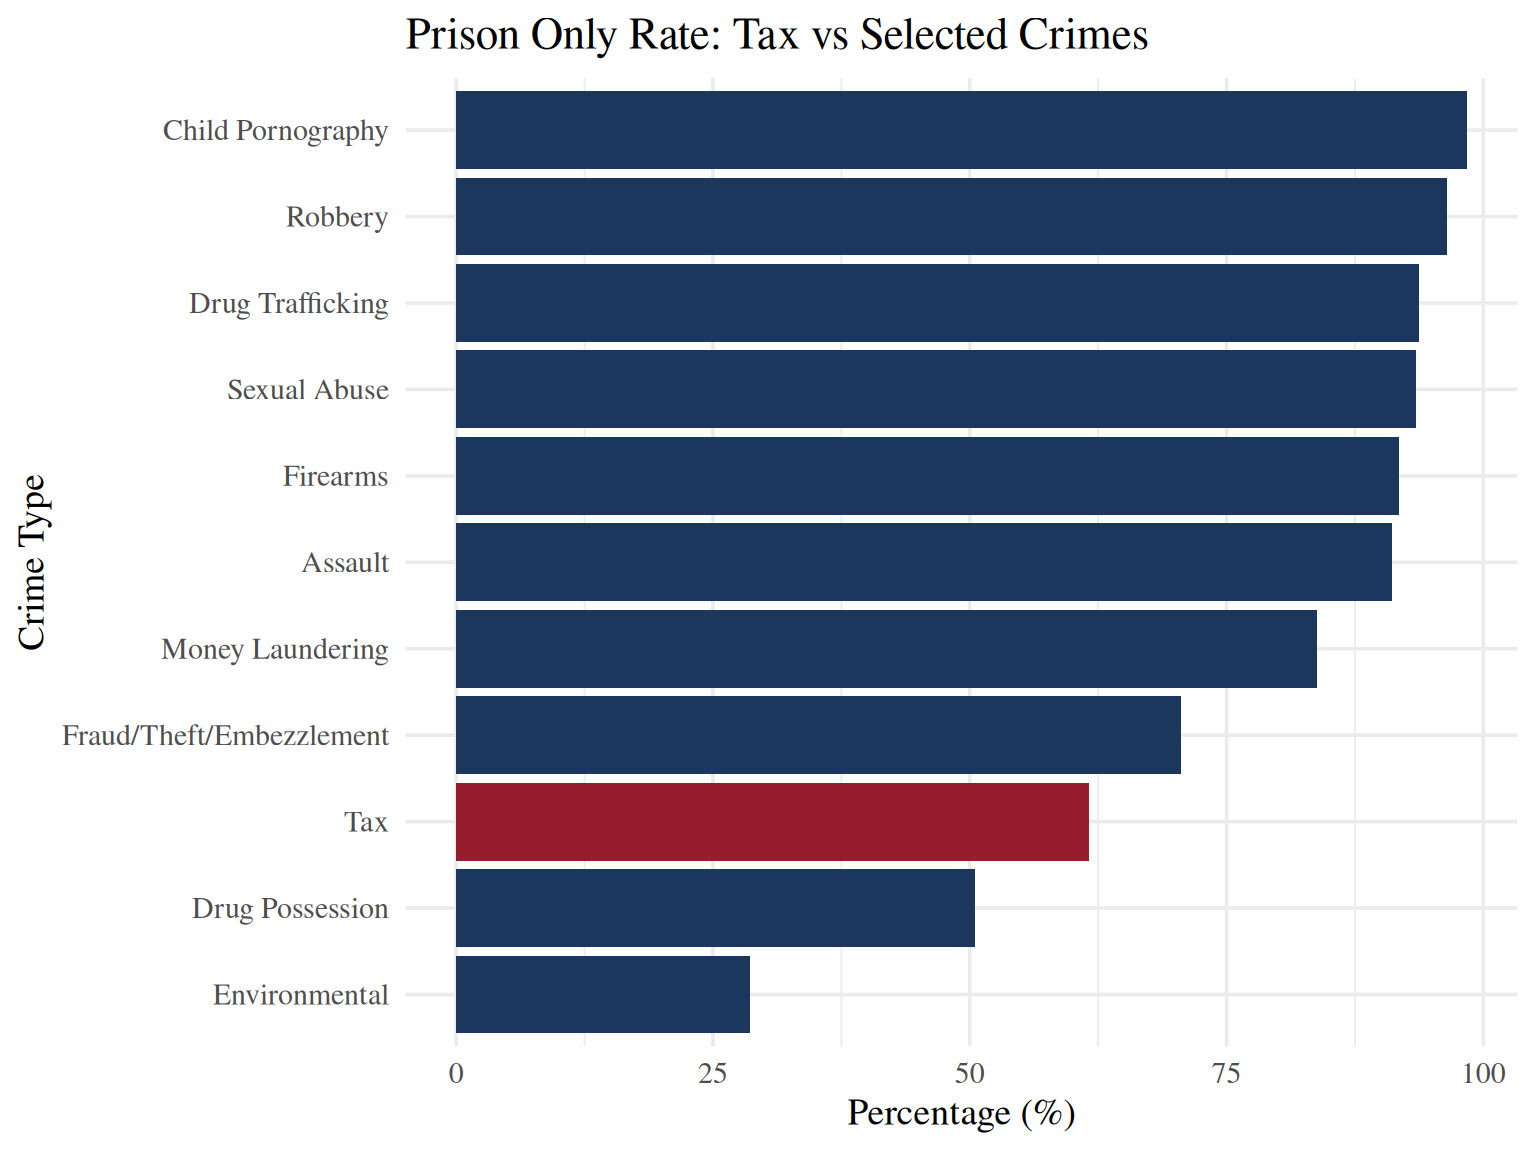 Prison Only Rate: Tax vs Selected Crimes
Crime Type
Child Pornography
Robbery
Drug Trafficking
Sexual Abuse
Firearms
Assault
Money Laundering
Fraud/Theft/Embezzlement
Tax
Drug Possession
Environmental
0 25 50 75 100
Percentage (%)